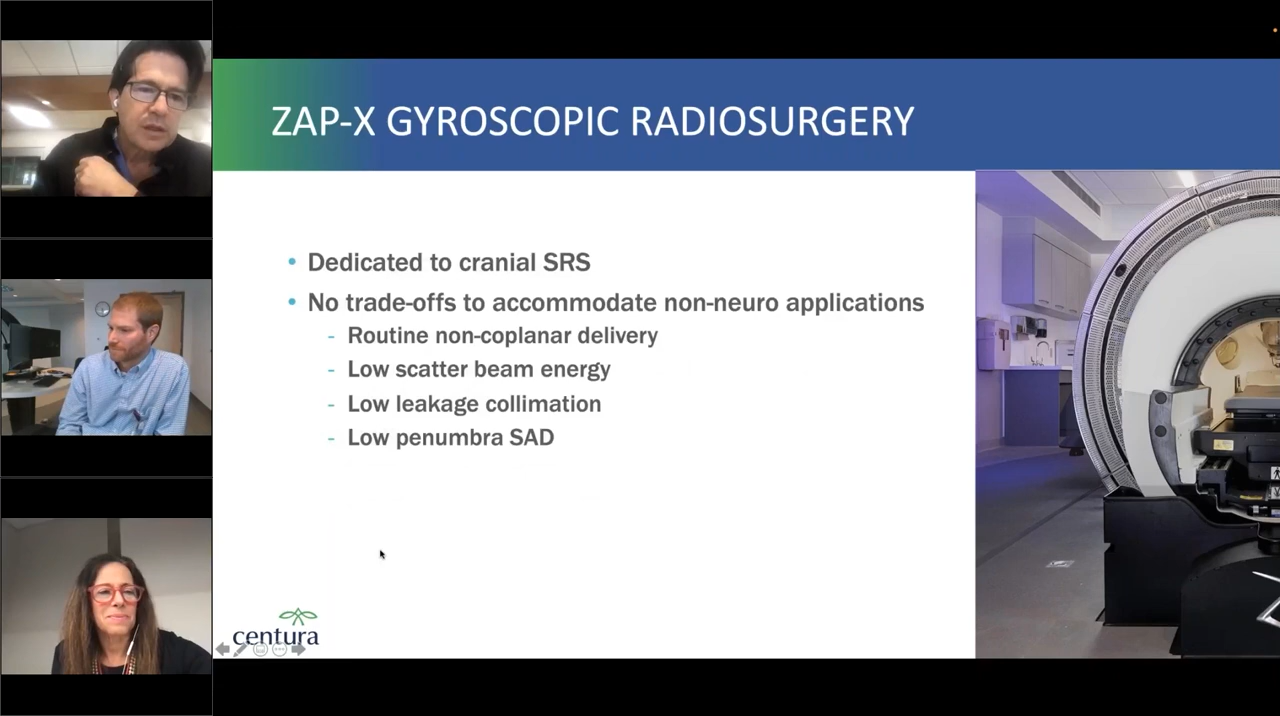 ZAP-X GYROSCOPIC RADIOSURGERY
• Dedicated to cranial SRS
• No trade-offs to accommodate non-neuro applications
- Routine non-coplanar delivery
- Low scatter beam energy
- Low leakage collimation
- Low penumbra SAD
centura